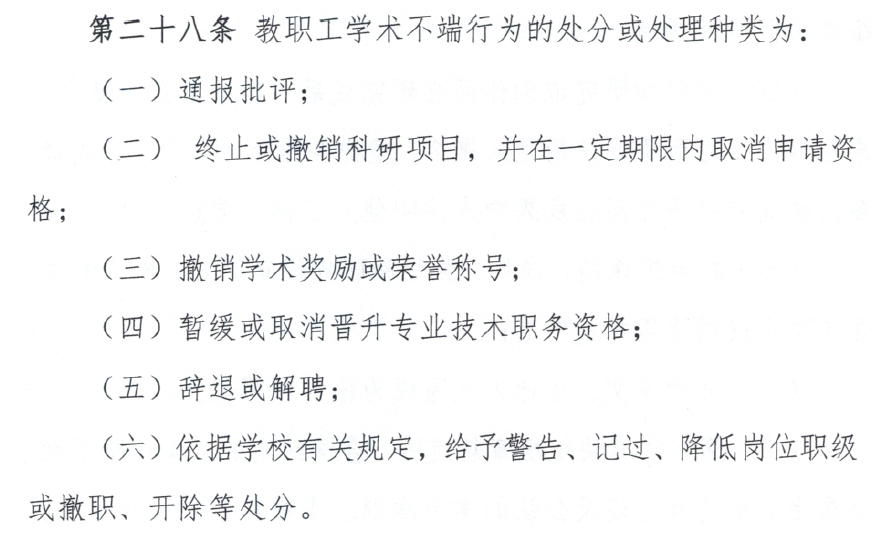 第二十八条 教职工学术不端行为的处分或处理种类为：
（一）通报批评；
（二） 终止或撤销科研项目，并在一定期限内取消申请资
格；
（三）撤销学术奖励或荣誉称号；
（四）暂缓或取消晋升专业技术职务资格；
（五）辞退或解聘；
（六）依据学校有关规定，给予警告、记过、降低岗位职级
或撤职、开除等处分。